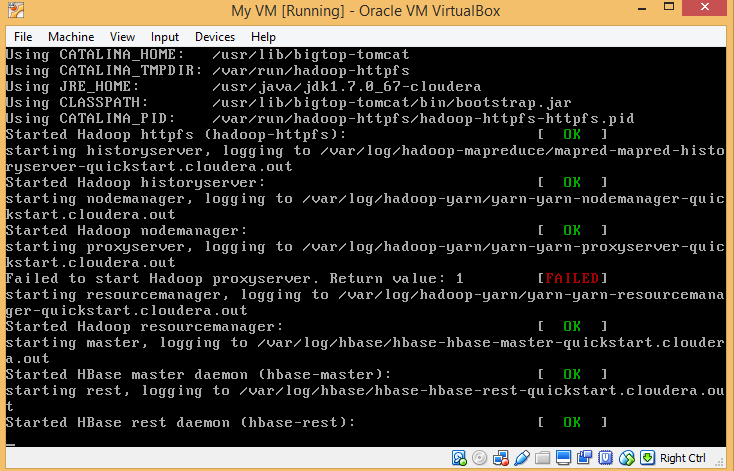 My VM [Running] - Oracle VM VirtualBox
File Machine View Input Devices Help
Using CATALINA_HOME: /usr/lib/bigtop-tomcat
Using CATALINA_TMPDIR: /var/run/hadoop-httpfs
Using JRE_HOME: /usr/java/jdk1.7.0_67-cloudera
Using CLASSPATH: /usr/lib/bigtop-tomcat/bin/bootstrap.jar
Using CATALINA_PID: /var/run/hadoop-httpfs/hadoop-httpfs-httpfs.pid
Started Hadoop httpfs (hadoop-httpfs): [ OK ]
starting historyserver, logging to /var/log/hadoop-mapreduce/mapred-mapred-histo
ryserver-quickstart.cloudera.out
Started Hadoop historyserver: [ OK ]
starting nodemanager, logging to /var/log/hadoop-yarn/yarn-yarn-nodemanager-quic
kstart.cloudera.out
Started Hadoop nodemanager: [ OK ]
starting proxyserver, logging to /var/log/hadoop-yarn/yarn-yarn-proxyserver-quic
kstart.cloudera.out
Failed to start Hadoop proxyserver. Return value: 1 [FAILED]
starting resourcemanager, logging to /var/log/hadoop-yarn/yarn-yarn-resourcemana
ger-quickstart.cloudera.out
Started Hadoop resourcemanager: [ OK ]
starting master, logging to /var/log/hbase/hbase-hbase-master-quickstart.clouder
a.out
Started HBase master daemon (hbase-master): [ OK ]
starting rest, logging to /var/log/hbase/hbase-hbase-rest-quickstart.cloudera.ou
t
Started HBase rest daemon (hbase-rest): [ OK ]
_
Right Ctrl